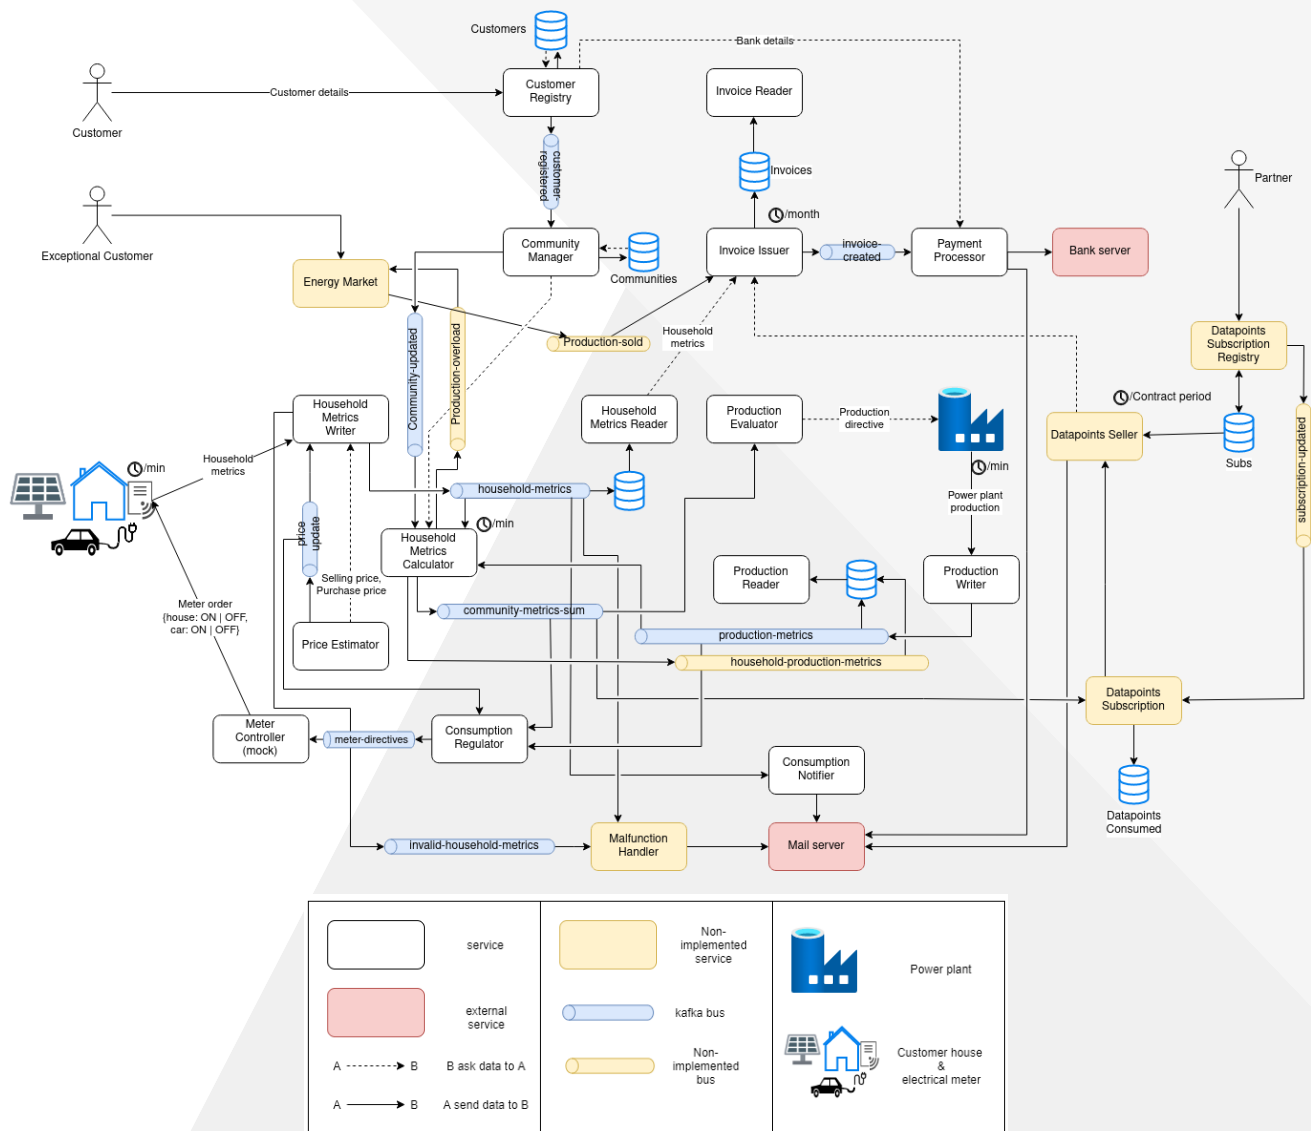 Customers
Bank details
Customer
Registry
Invoice Reader
Customer details
Customer
customer-
registered
Invoices
Partner
/month
Exceptional Customer
Community
Manager
Communities
Invoice Issuer
invoice-
created
Payment
Processor
Bank server
Energy Market
Community-updated
Production-overload
Production-sold
Household
metrics
Datapoints
Subscription
Registry
/Contract period
Household
Metrics
Writer
Household
Metrics Reader
Production
Evaluator
Production
directive
Datapoints Seller
Subs
subscription-updated
/min
Household
metrics
household-metrics
/min
Power plant
production
price
update
/min
Household
Metrics
Calculator
Selling price,
Purchase price
Production
Reader
Production
Writer
Meter order
{house: ON | OFF,
car: ON | OFF}
community-metrics-sum
production-metrics
Price Estimator
household-production-metrics
Datapoints
Subscription
Meter
Controller
(mock)
meter-directives
Consumption
Regulator
Consumption
Notifier
Datapoints
Consumed
invalid-household-metrics
Malfunction
Handler
Mail server
service
Non-
implemented
service
Power plant
external
service
kafka bus
A
B
B ask data to A
Non-
implemented
bus
Customer house
&
electrical meter
A
B
A send data to B